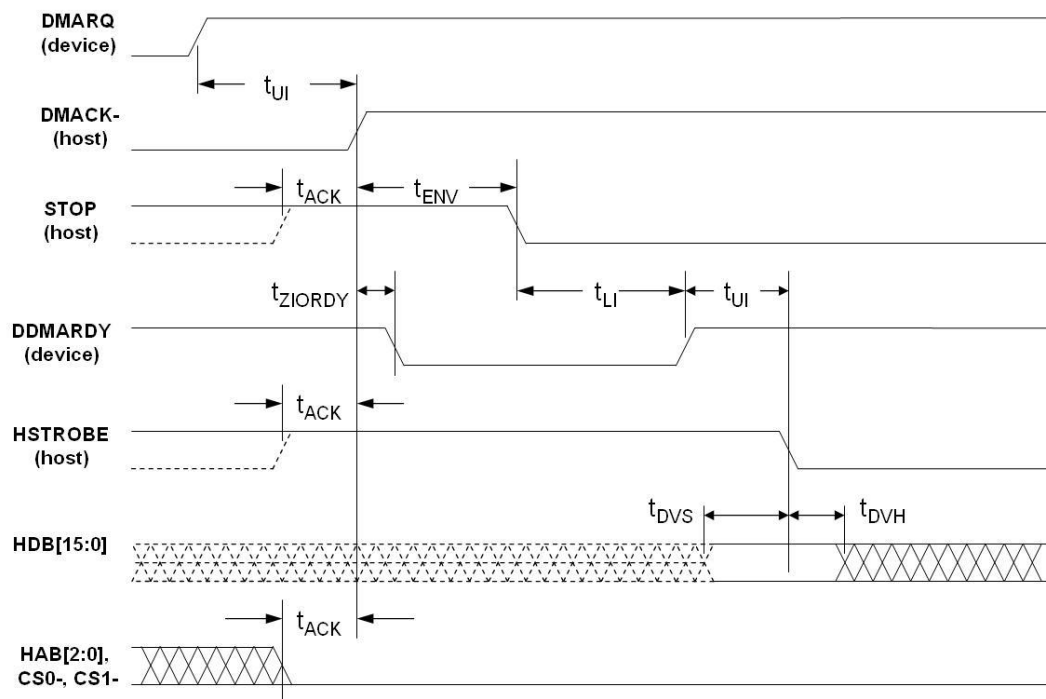 DMARQ
(device)
tUI
DMACK-
(host)
tACK
tENV
STOP
(host)
tZIORDY
tLI
tUI
DDMARDY
(device)
tACK
HSTROBE
(host)
tDVS
tDVH
HDB[15:0]
tACK
HAB[2:0],
CS0-, CS1-